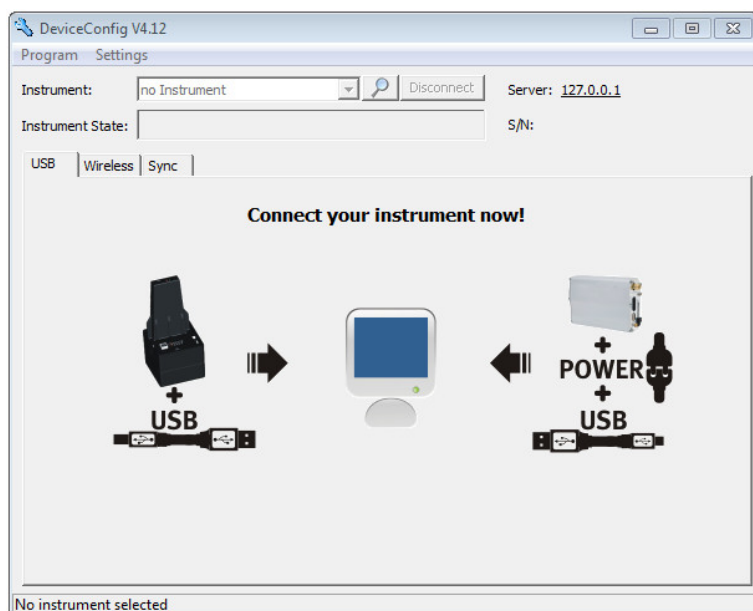 DeviceConfig V4.12
Program Settings
Instrument: no Instrument Disconnect Server: 127.0.0.1
Instrument State: S/N:
USB Wireless Sync
Connect your instrument now!
+
POWER
+ +
USB USB
No instrument selected